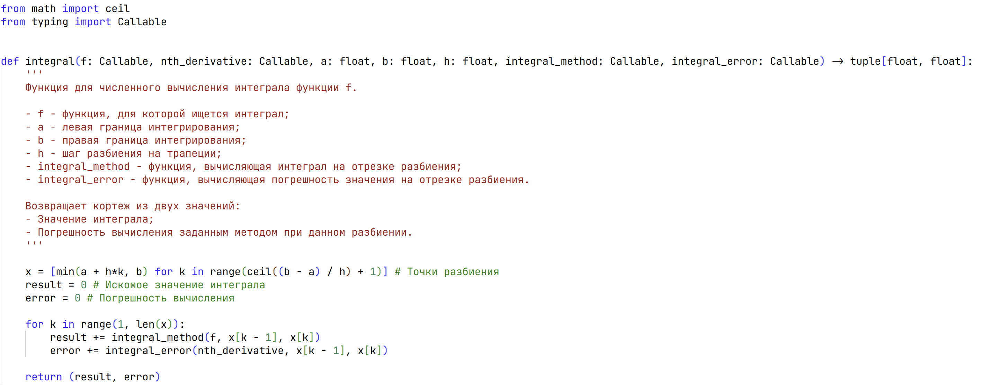 from math import ceil
from typing import Callable
def integral(f: Callable, nth_derivative: Callable, a: float, b: float, h: float, integral_method: Callable, integral_error: Callable) → tuple[float, float]:
'''
Функция для численного вычисления интеграла функции f.
- f - функция, для которой ищется интеграл;
- a - левая граница интегрирования;
- b - правая граница интегрирования;
- h - шаг разбиения на трапеции;
- integral_method - функция, вычисляющая интеграл на отрезке разбиения;
- integral_error - функция, вычисляющая погрешность значения на отрезке разбиения.
Возвращает кортеж из двух значений:
- Значение интеграла;
- Погрешность вычисления заданным методом при данном разбиении.
'''
x = [min(a + h*k, b) for k in range(ceil((b - a) / h) + 1)] # Точки разбиения
result = 0 # Искомое значение интеграла
error = 0 # Погрешность вычисления
for k in range(1, len(x)):
result += integral_method(f, x[k - 1], x[k])
error += integral_error(nth_derivative, x[k - 1], x[k])
return (result, error)